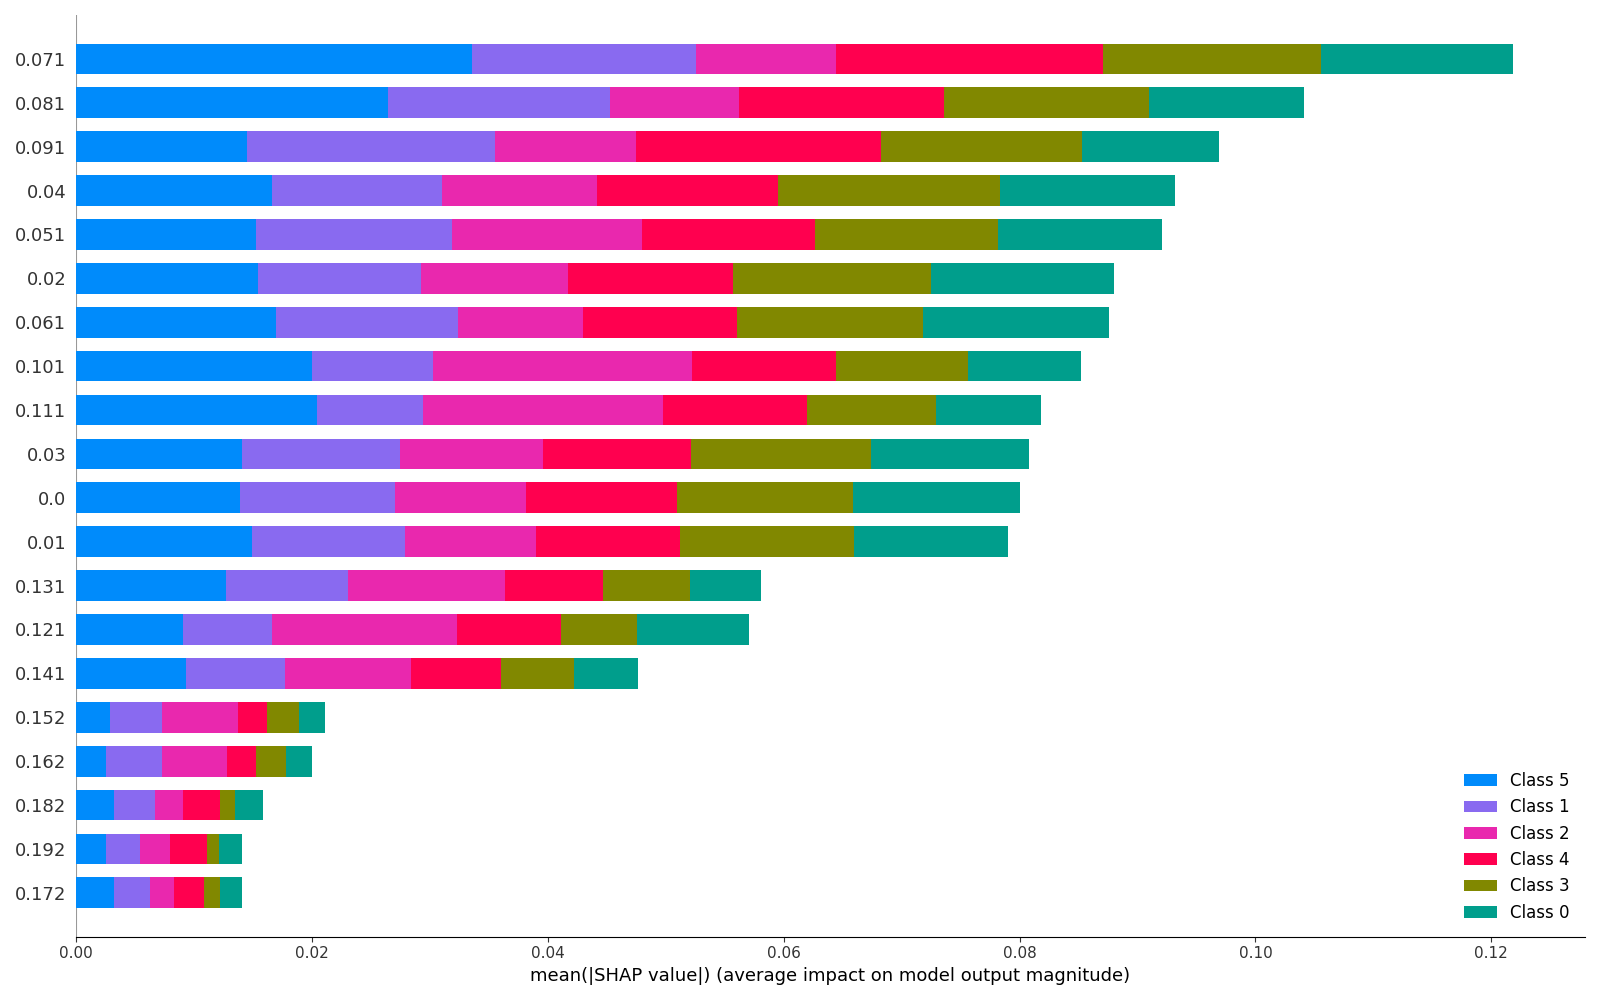 0.071
0.081
0.091
0.04
0.051
0.02
0.061
0.101
0.111
0.03
0.0
0.01
0.131
0.121
0.141
0.152
0.162
0.182
0.192
0.172
Class 5
Class 1
Class 2
Class 4
Class 3
Class 0
0.00 0.02 0.04 0.06 0.08 0.10 0.12
mean(|SHAP value|) (average impact on model output magnitude)